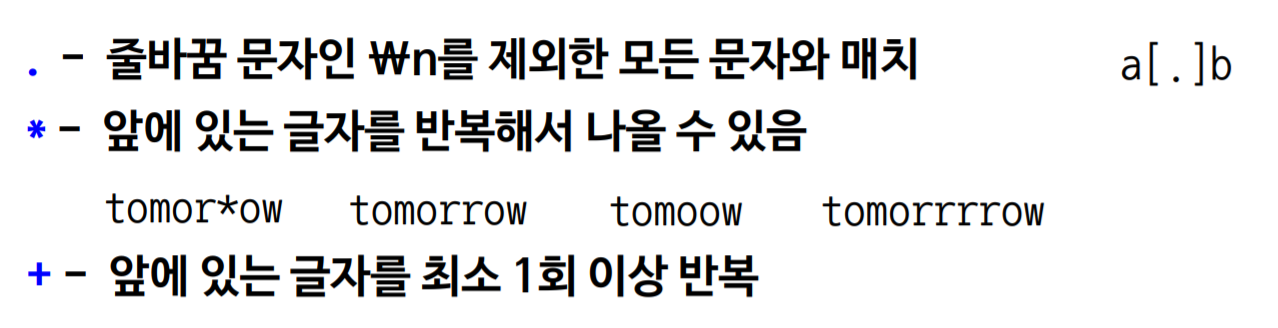 . - 줄바꿈 문자인 ₩n를 제외한 모든 문자와 매치 a[.]b
* - 앞에 있는 글자를 반복해서 나올 수 있음
tomor*ow tomorrow tomoow tomorrrrow
+ - 앞에 있는 글자를 최소 1회 이상 반복